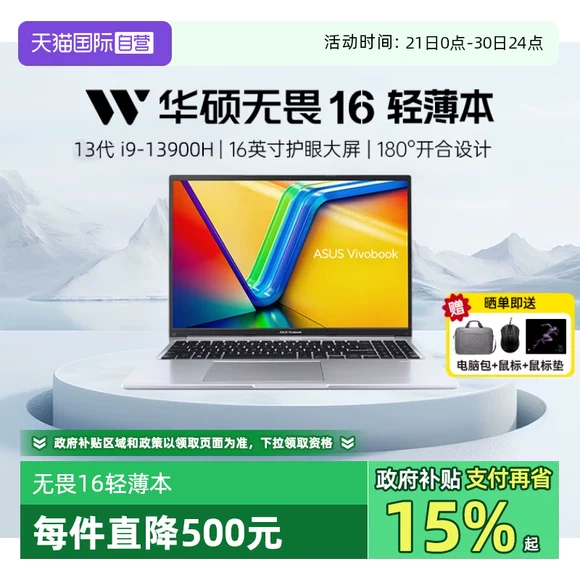 天猫国际 自营
活动时间: 21日0点-30日24点
华硕无畏16 轻薄本
13代 i9-13900H | 16英寸护眼大屏 | 180°开合设计
ASUS Vivobook
ASUS Vivobook
赠 晒单即送
电脑包+鼠标+鼠标垫
政府补贴区域和政策以领取页面为准，下拉领取资格
无畏16轻薄本
每件直降500元
政府补贴 支付再省
15%起